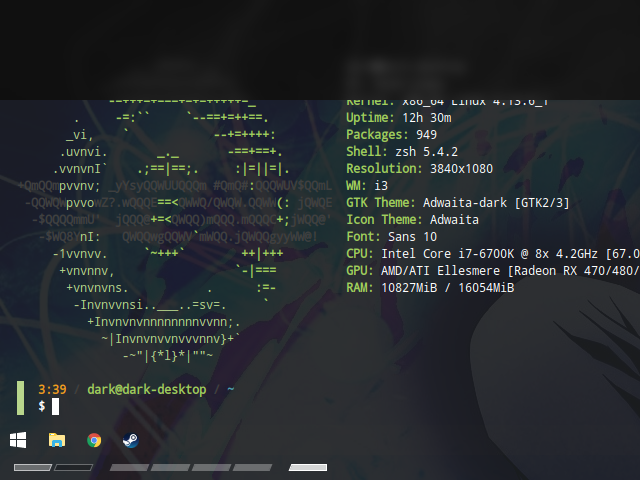 Kernel: x86_64 Linux 4.13.6_1
Uptime: 12h 30m
Packages: 949
Shell: zsh 5.4.2
Resolution: 3840x1080
WM: i3
GTK Theme: Adwaita-dark [GTK2/3]
Icon Theme: Adwaita
Font: Sans 10
CPU: Intel Core i7-6700K @ 8x 4.2GHz [67.0
GPU: AMD/ATI Ellesmere [Radeon RX 470/480/
RAM: 10827MiB / 16054MiB
3:39 / dark@dark-desktop / ~
$